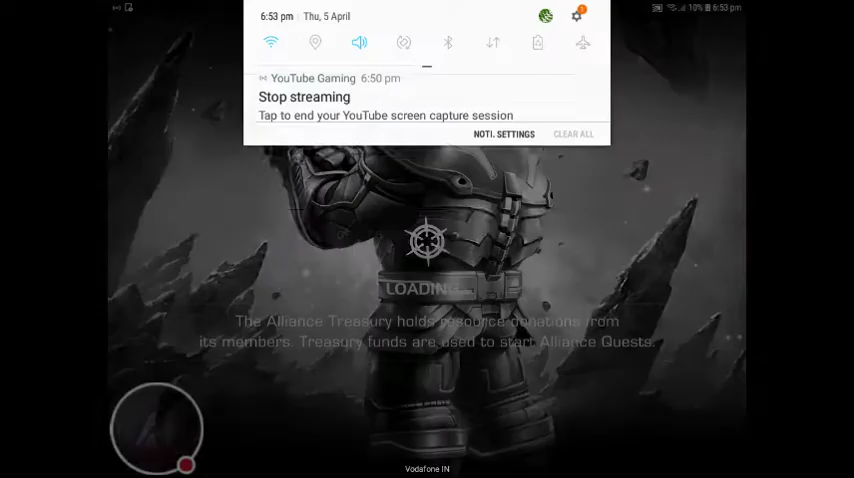 6:53 pm | Thu, 5 April
1
10% 6:53 pm
YouTube Gaming 6:50 pm
Stop streaming
Tap to end your YouTube screen capture session
NOTI. SETTINGS CLEAR ALL
LOADING
The Alliance Treasury holds resource donations from
its members. Treasury funds are used to start Alliance Quests.
Vodafone IN